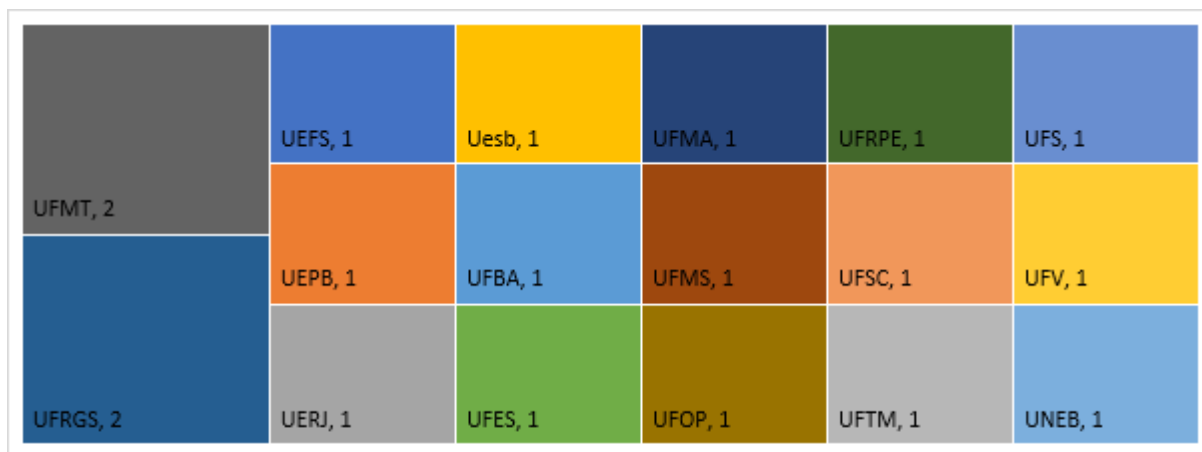 UFMT, 2
UFRGS, 2
UEFS, 1
UEPB, 1
UERJ, 1
Uesb, 1
UFBA, 1
UFES, 1
UFMA, 1
UFMS, 1
UFOP, 1
UFRPE, 1
UFSC, 1
UFTM, 1
UFS, 1
UFV, 1
UNEB, 1